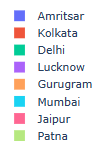 Amritsar
Kolkata
Delhi
Lucknow
Gurugram
Mumbai
Jaipur
Patna